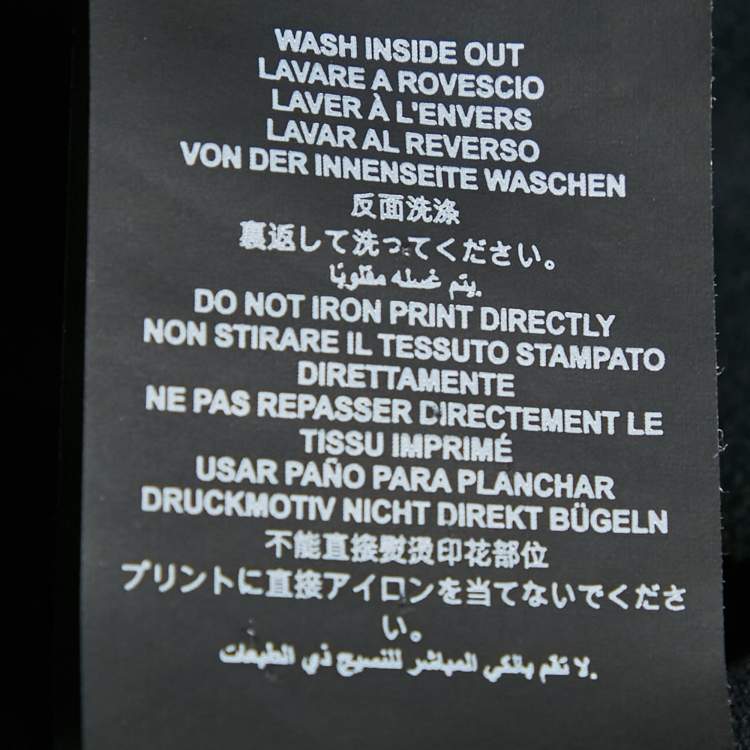 WASH INSIDE OUT
LAVARE A ROVESCIO
LAVER À L'ENVERS
LAVAR AL REVERSO
VON DER INNENSEITE WASCHEN
反面洗涤
裏返して洗ってください。
يتم غسله مقلوبًا.
DO NOT IRON PRINT DIRECTLY
NON STIRARE IL TESSUTO STAMPATO
DIRETTAMENTE
NE PAS REPASSER DIRECTEMENT LE
TISSU IMPRIMÉ
USAR PAÑO PARA PLANCHAR
DRUCKMOTIV NICHT DIREKT BÜGELN
不能直接熨烫印花部位
プリントに直接アイロンを当てないでくださ
い。
لا تقم بالكي المباشر للنسيج ذي الطبعات.